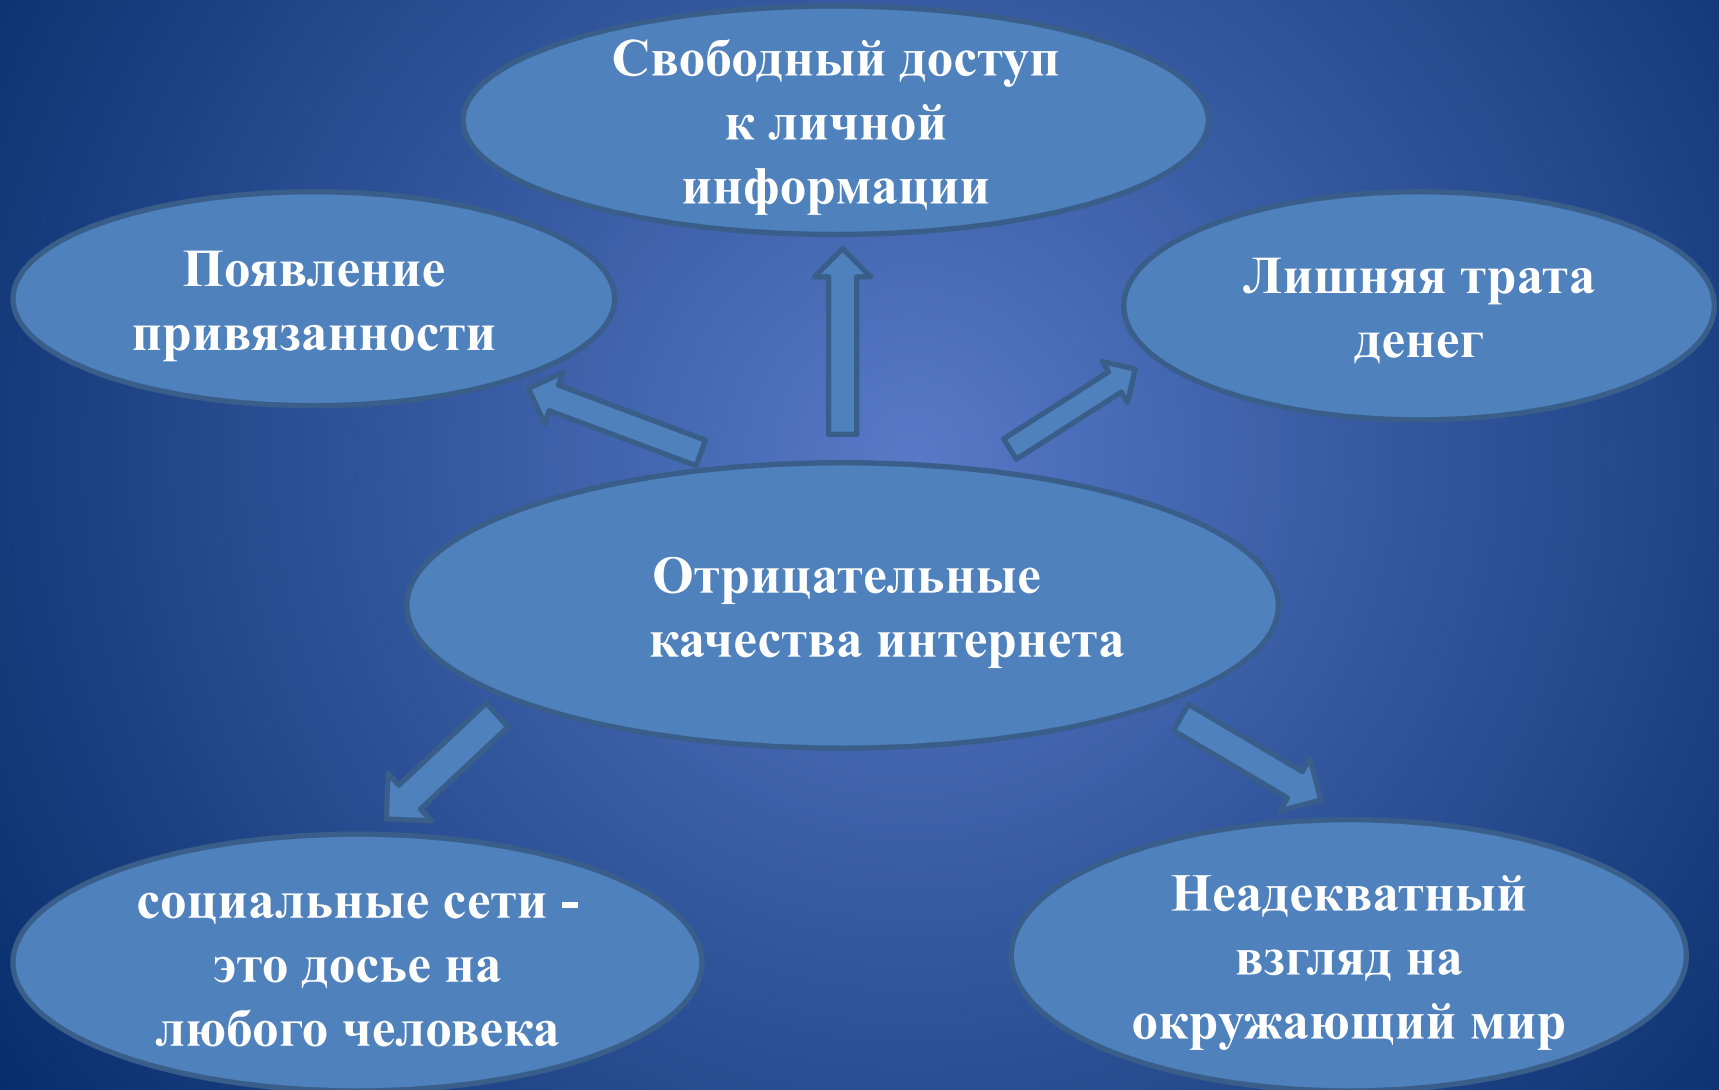 Свободный доступ
к личной
информации
Появление
привязанности
Лишняя трата
денег
Отрицательные
качества интернета
социальные сети -
это досье на
любого человека
Неадекватный
взгляд на
окружающий мир